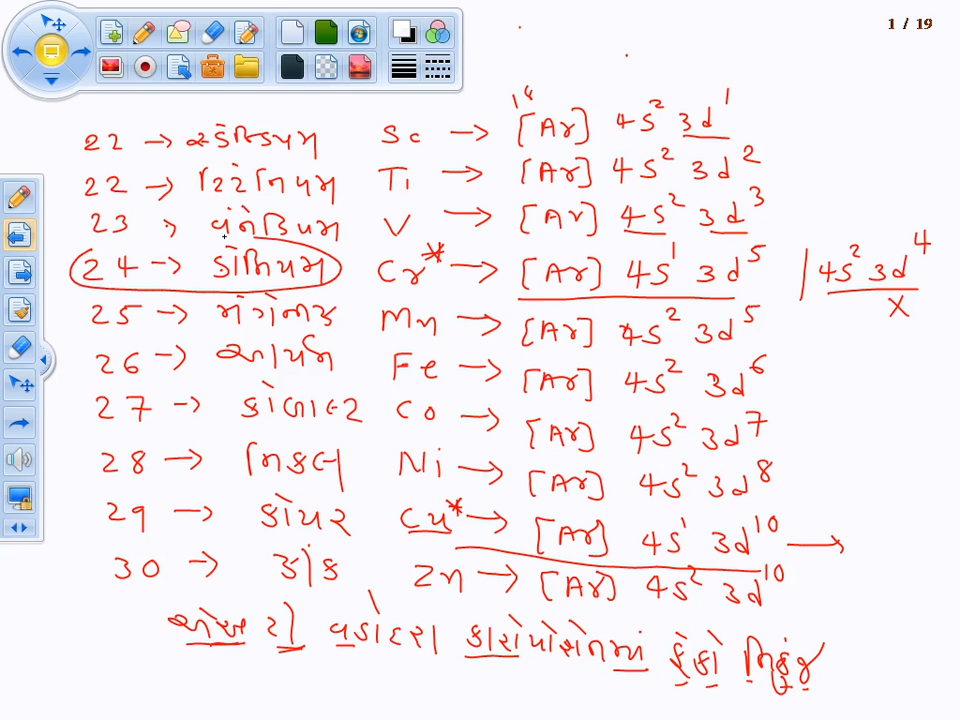 1 / 19
22 → સ્કેન્ડિયમ Sc → [Ar] 4s² 3d¹
22 → ટિટેનિયમ Ti → [Ar] 4s² 3d²
23 → વેનેડિયમ V → [Ar] 4s² 3d³
24 → ક્રોમિયમ Cr* → [Ar] 4s¹ 3d⁵ | 4s² 3d⁴ X
25 → મેંગેનીઝ Mn → [Ar] 4s² 3d⁵
26 → આયર્ન Fe → [Ar] 4s² 3d⁶
27 → કોબાલ્ટ Co → [Ar] 4s² 3d⁷
28 → નિકલ Ni → [Ar] 4s² 3d⁸
29 → કોપર Cu* → [Ar] 4s¹ 3d¹⁰ →
30 → ઝીંક Zn → [Ar] 4s² 3d¹⁰
વડોદરા કોર્પોરેશનમાં